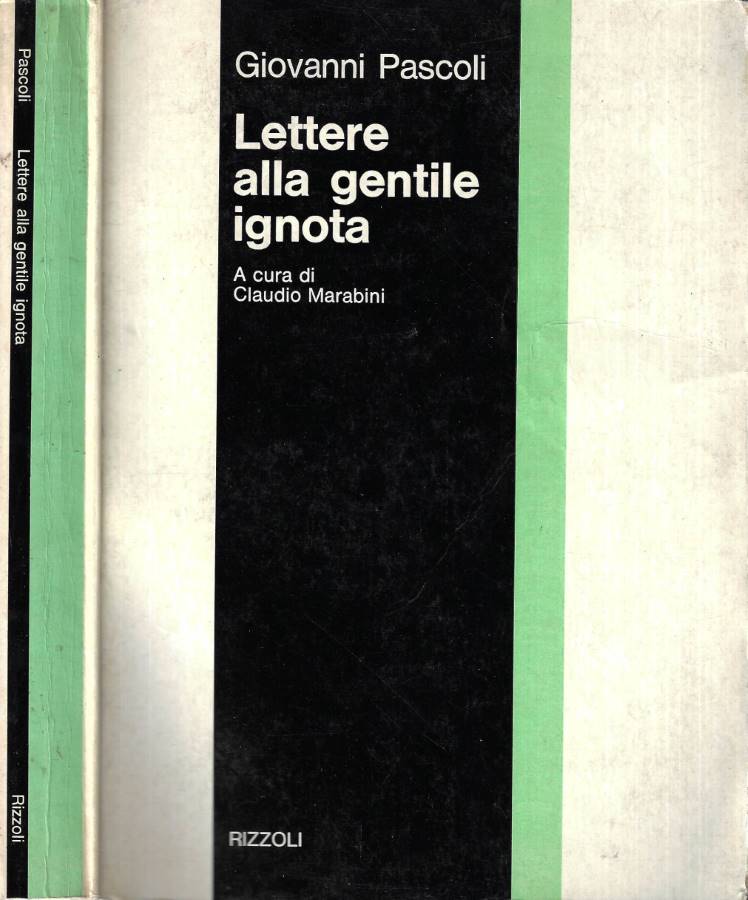 Pascoli
Lettere alla gentile ignota
Rizzoli
Giovanni Pascoli
Lettere
alla gentile
ignota
A cura di
Claudio Marabini
RIZZOLI